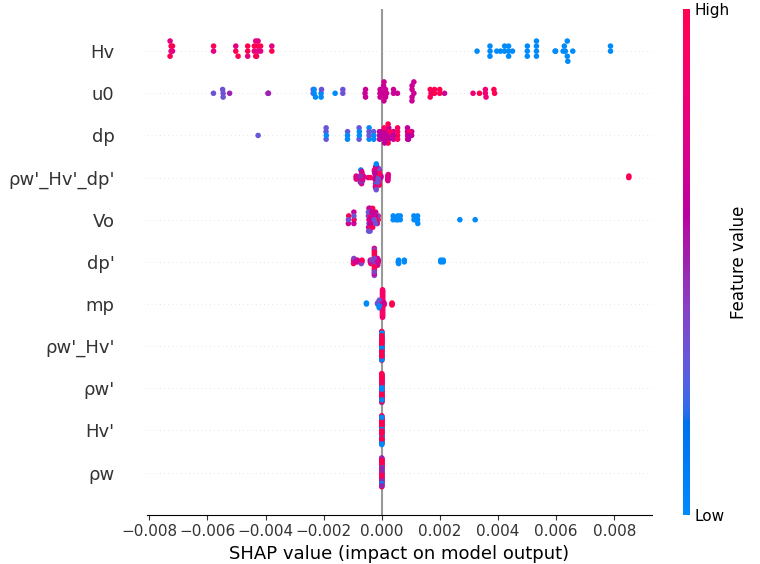 High
Hv
u0
dp
ρw'_Hv'_dp'
Vo
dp'
mp
ρw'_Hv'
ρw'
Hv'
ρw
Low
−0.008 −0.006 −0.004 −0.002 0.000 0.002 0.004 0.006 0.008
SHAP value (impact on model output)
Feature value